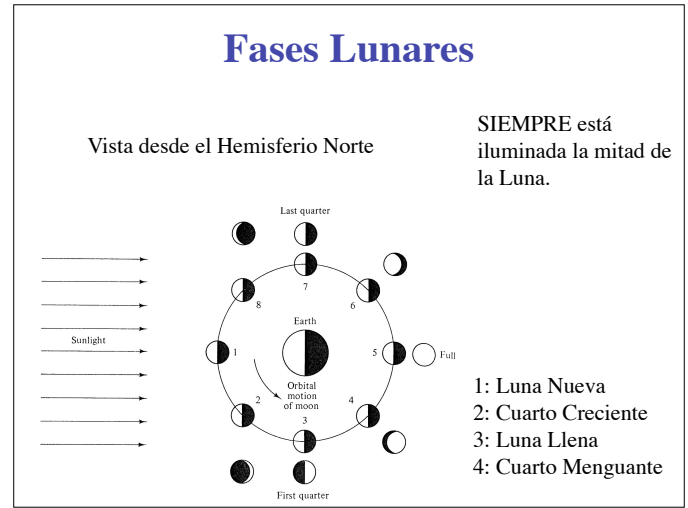 Fases Lunares
Vista desde el Hemisferio Norte
SIEMPRE está
iluminada la mitad de
la Luna.
Last quarter
7
8
6
Earth
Sunlight
1
5
Full
Orbital
motion
of moon
2
4
3
First quarter
1: Luna Nueva
2: Cuarto Creciente
3: Luna Llena
4: Cuarto Menguante